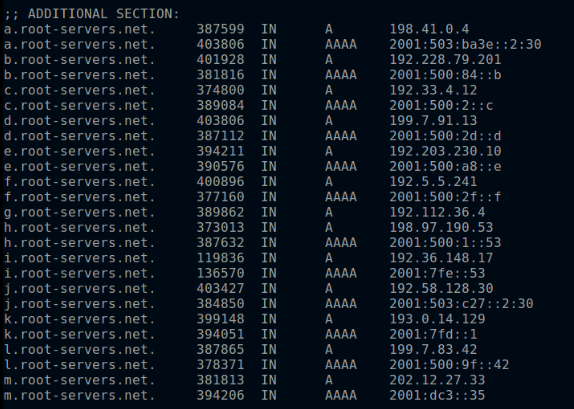 ;; ADDITIONAL SECTION:
a.root-servers.net. 387599 IN A 198.41.0.4
a.root-servers.net. 403806 IN AAAA 2001:503:ba3e::2:30
b.root-servers.net. 401928 IN A 192.228.79.201
b.root-servers.net. 381816 IN AAAA 2001:500:84::b
c.root-servers.net. 374800 IN A 192.33.4.12
c.root-servers.net. 389084 IN AAAA 2001:500:2::c
d.root-servers.net. 403806 IN A 199.7.91.13
d.root-servers.net. 387112 IN AAAA 2001:500:2d::d
e.root-servers.net. 394211 IN A 192.203.230.10
e.root-servers.net. 390576 IN AAAA 2001:500:a8::e
f.root-servers.net. 400896 IN A 192.5.5.241
f.root-servers.net. 377160 IN AAAA 2001:500:2f::f
g.root-servers.net. 389862 IN A 192.112.36.4
h.root-servers.net. 373013 IN A 198.97.190.53
h.root-servers.net. 387632 IN AAAA 2001:500:1::53
i.root-servers.net. 119836 IN A 192.36.148.17
i.root-servers.net. 136570 IN AAAA 2001:7fe::53
j.root-servers.net. 403427 IN A 192.58.128.30
j.root-servers.net. 384850 IN AAAA 2001:503:c27::2:30
k.root-servers.net. 399148 IN A 193.0.14.129
k.root-servers.net. 394051 IN AAAA 2001:7fd::1
l.root-servers.net. 387865 IN A 199.7.83.42
l.root-servers.net. 378371 IN AAAA 2001:500:9f::42
m.root-servers.net. 381813 IN A 202.12.27.33
m.root-servers.net. 394206 IN AAAA 2001:dc3::35